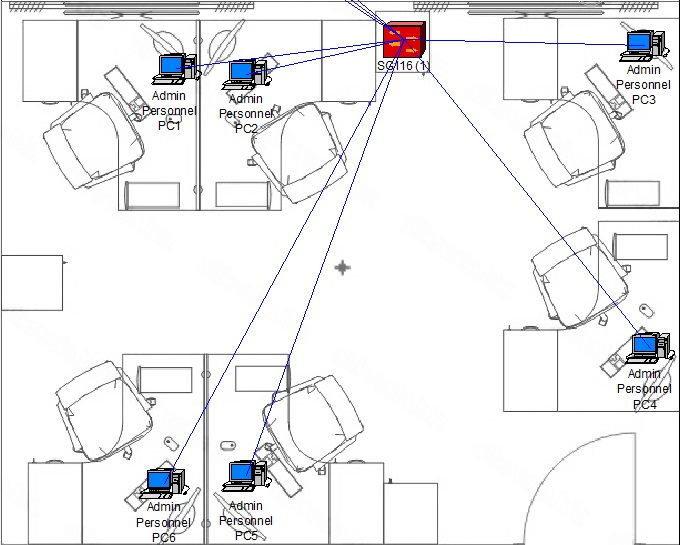 SG116 (1)
Admin
Personnel
PC1
Admin
Personnel
PC2
Admin
Personnel
PC3
Admin
Personnel
PC4
Admin
Personnel
PC6
Admin
Personnel
PC5